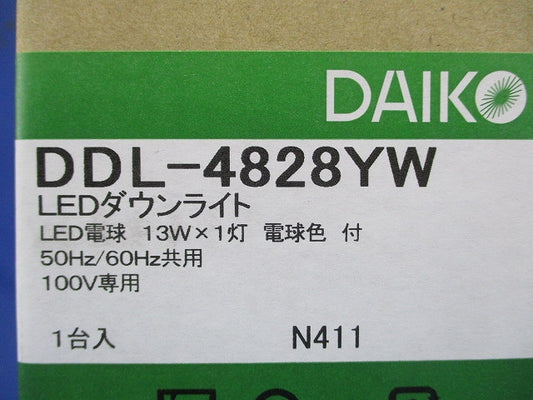 DAIKO
DDL-4828YW
LEDダウンライト
LED電球 13W×1灯 電球色 付
50Hz/60Hz共用
100V専用
1台入 N411